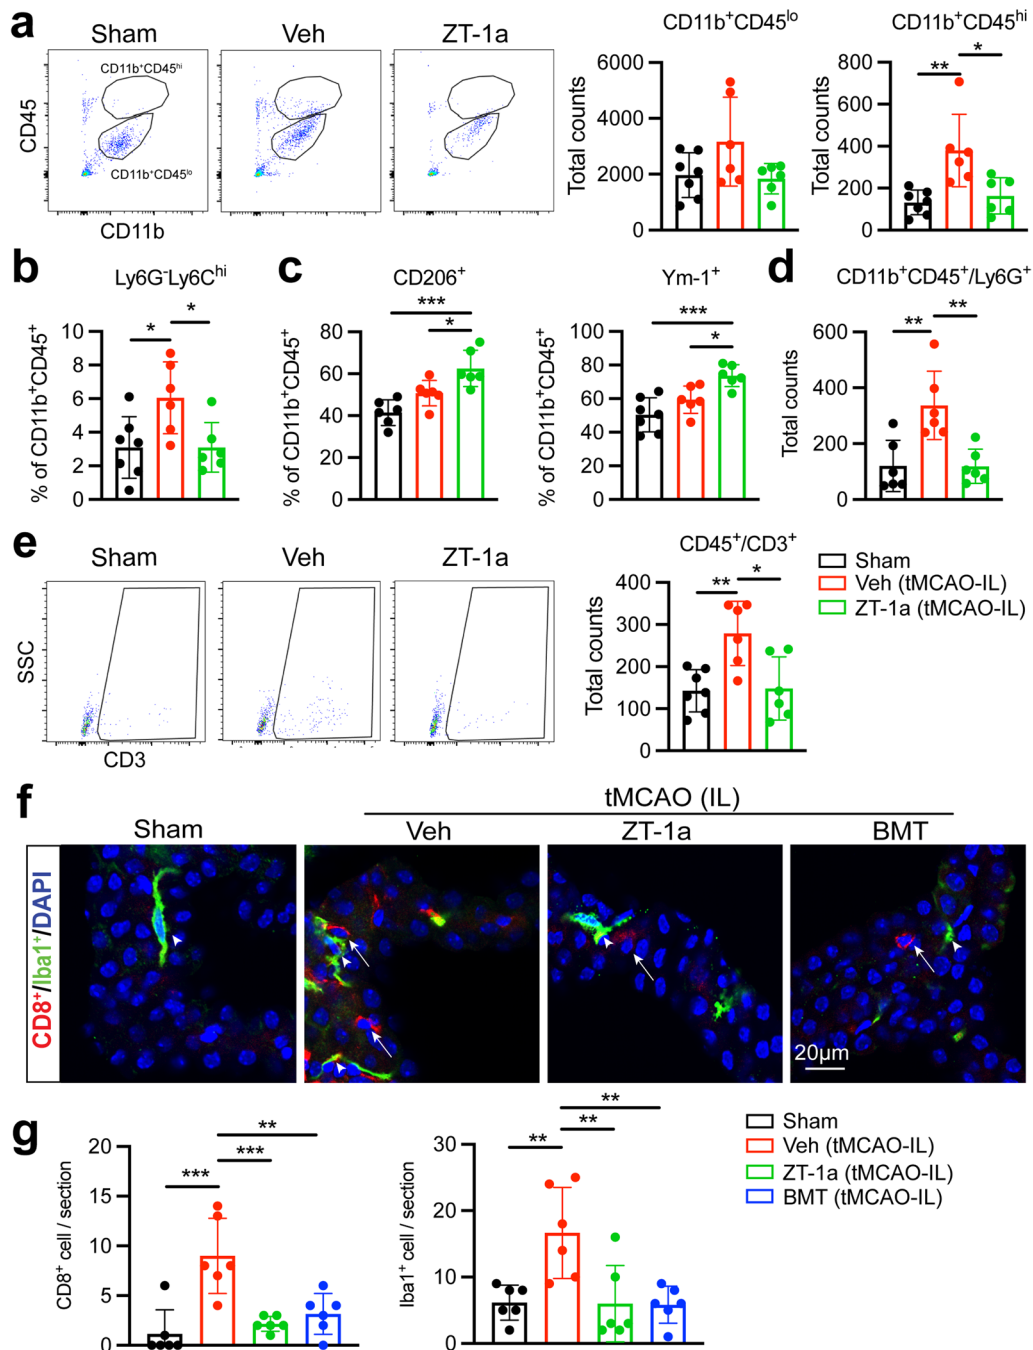 a
Sham Veh ZT-1a
CD11b⁺CD45ʰⁱ
CD11b⁺CD45ˡᵒ
CD45
CD11b
CD11b⁺CD45ˡᵒ
Total counts
6000
4000
2000
0
CD11b⁺CD45ʰⁱ
Total counts
800
600
400
200
0
** *
b
Ly6G⁻Ly6Cʰⁱ
% of CD11b⁺CD45⁺
10
8
6
4
2
0
* *
c
CD206⁺
% of CD11b⁺CD45⁺
80
60
40
20
0
***
*
Ym-1⁺
% of CD11b⁺CD45⁺
100
80
60
40
20
0
***
*
d
CD11b⁺CD45⁺/Ly6G⁺
Total counts
600
400
200
0
** **
e
Sham Veh ZT-1a
SSC
CD3
CD45⁺/CD3⁺
Total counts
400
300
200
100
0
** *
Sham
Veh (tMCAO-IL)
ZT-1a (tMCAO-IL)
f
tMCAO (IL)
Sham Veh ZT-1a BMT
CD8⁺/Iba1⁺/DAPI
20μm
g
CD8⁺ cell / section
20
15
10
5
0
**
***
***
Iba1⁺ cell / section
30
20
10
0
**
**
**
Sham
Veh (tMCAO-IL)
ZT-1a (tMCAO-IL)
BMT (tMCAO-IL)